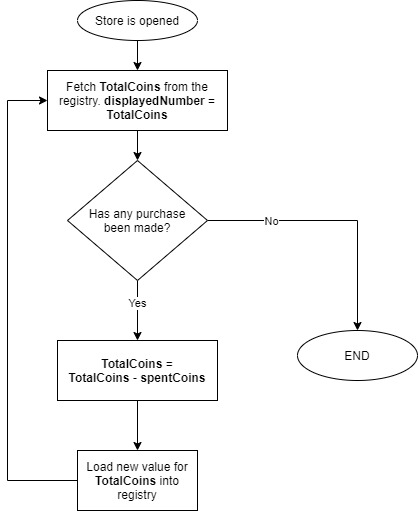 Store is opened
Fetch TotalCoins from the
registry. displayedNumber =
TotalCoins
Has any purchase
been made?
No
Yes
TotalCoins =
TotalCoins - spentCoins
END
Load new value for
TotalCoins into
registry